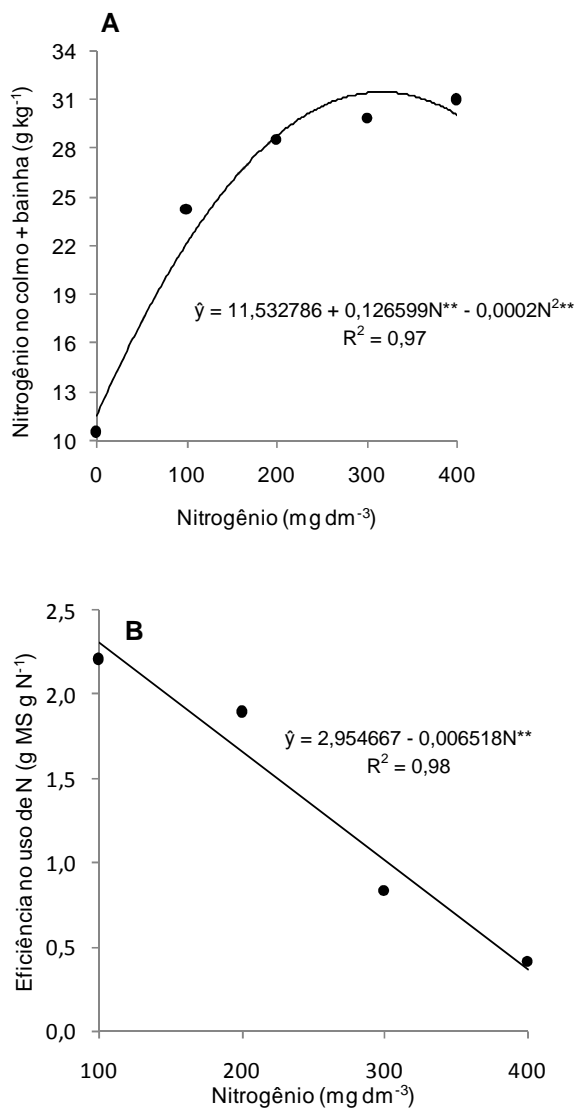 A
34
31
28
25
22
19
16
13
10
Nitrogênio no colmo + bainha (g kg⁻¹)
ŷ = 11,532786 + 0,126599N** - 0,0002N²**
R² = 0,97
0 100 200 300 400
Nitrogênio (mg dm⁻³)
B
2,5
2,0
1,5
1,0
0,5
0,0
Eficiência no uso de N (g MS g N⁻¹)
ŷ = 2,954667 - 0,006518N**
R² = 0,98
100 200 300 400
Nitrogênio (mg dm⁻³)